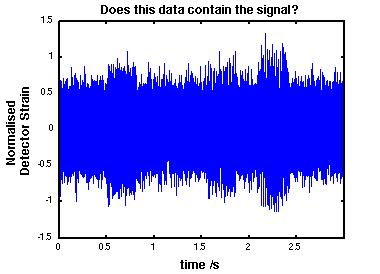 Does this data contain the signal?
1.5
1
0.5
0
-0.5
-1
-1.5
Normalised
Detector Strain
0 0.5 1 1.5 2 2.5
time /s